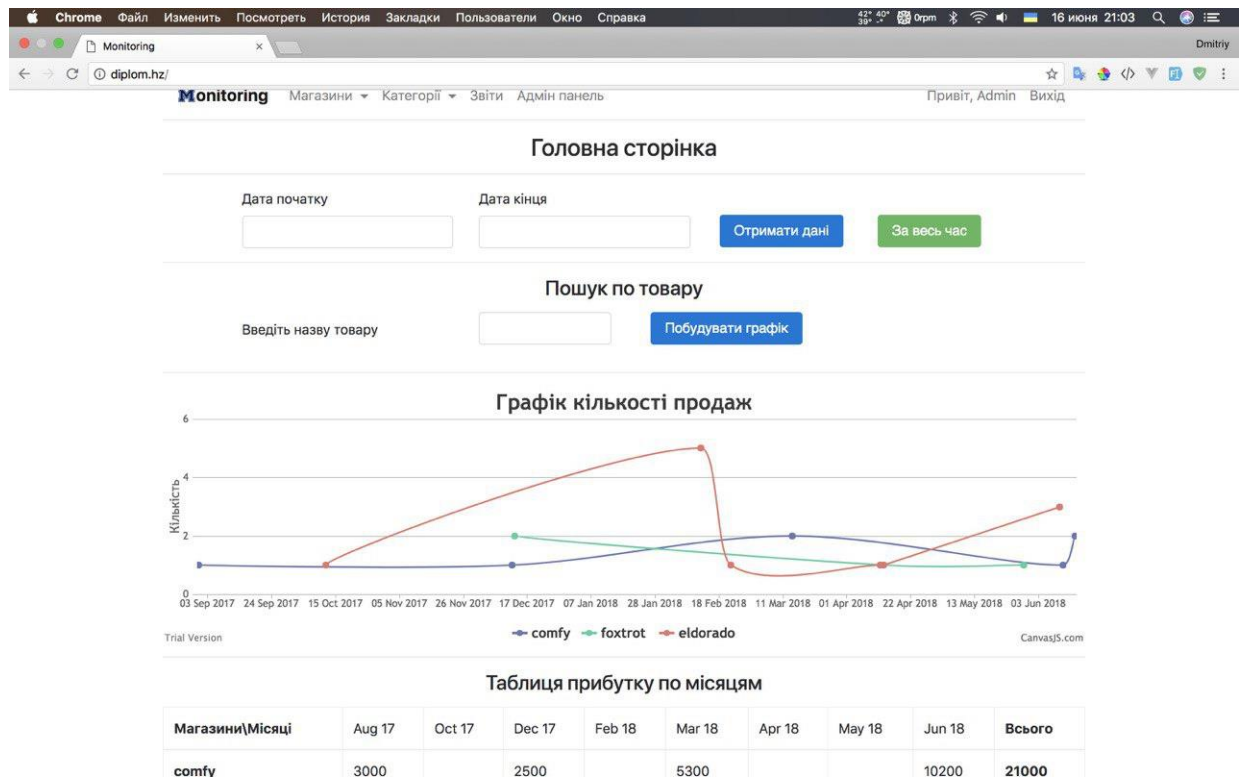 Chrome Файл Изменить Посмотреть История Закладки Пользователи Окно Справка 42° 40° 39° -° 0rpm 16 июня 21:03
Monitoring Dmitriy
diplom.hz/
Monitoring Магазини Категорії Звіти Адмін панель Привіт, Admin Вихід
Головна сторінка
Дата початку Дата кінця
Отримати дані За весь час
Пошук по товару
Введіть назву товару Побудувати графік
Графік кількості продаж
6
4
2
0
Кількість
03 Sep 2017 24 Sep 2017 15 Oct 2017 05 Nov 2017 26 Nov 2017 17 Dec 2017 07 Jan 2018 28 Jan 2018 18 Feb 2018 11 Mar 2018 01 Apr 2018 22 Apr 2018 13 May 2018 03 Jun 2018
Trial Version comfy foxtrot eldorado CanvasJS.com
Таблиця прибутку по місяцям
Магазини\Місяці Aug 17 Oct 17 Dec 17 Feb 18 Mar 18 Apr 18 May 18 Jun 18 Всього
comfy 3000 2500 5300 10200 21000